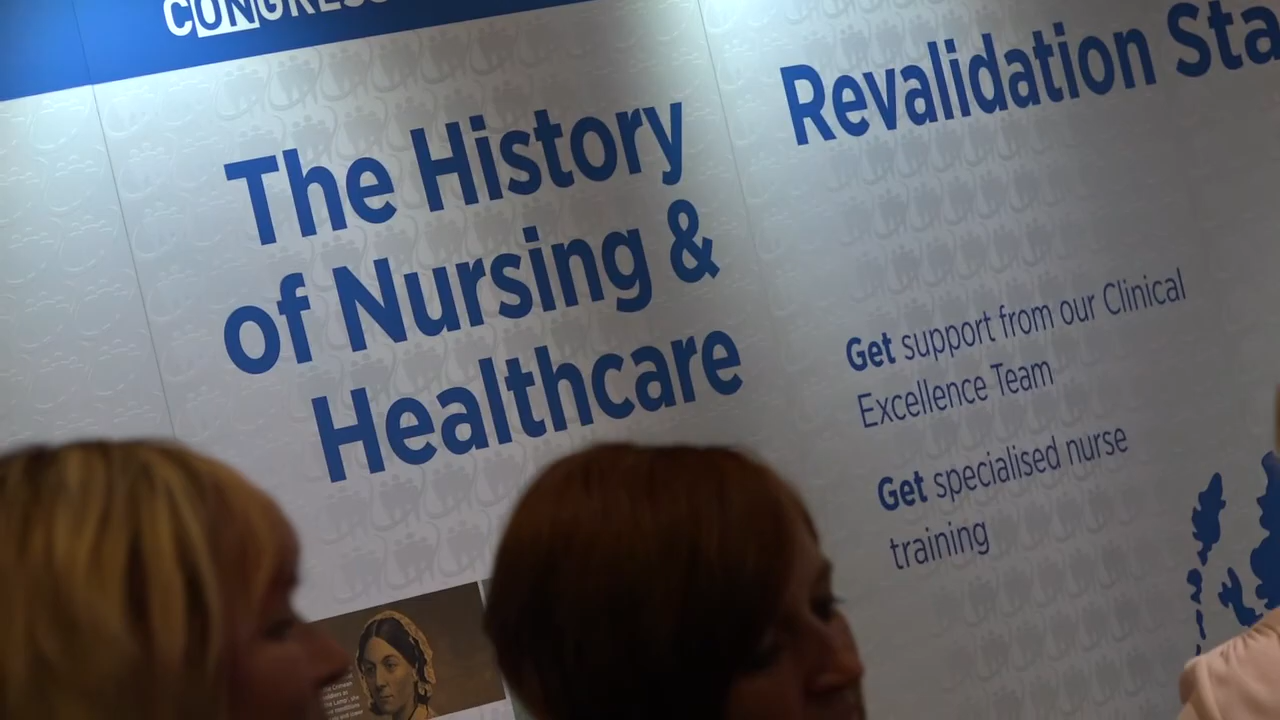 CONGRESS
The History
of Nursing &
Healthcare
Revalidation Sta
Get support from our Clinical
Excellence Team
Get specialised nurse
training